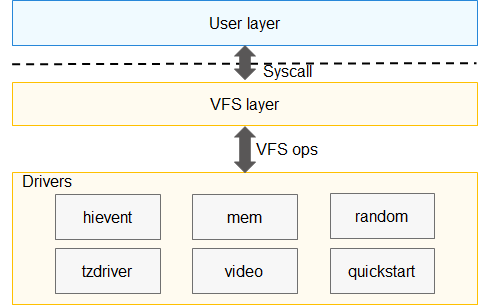 User layer
Syscall
VFS layer
VFS ops
Drivers
hievent
mem
random
tzdriver
video
quickstart